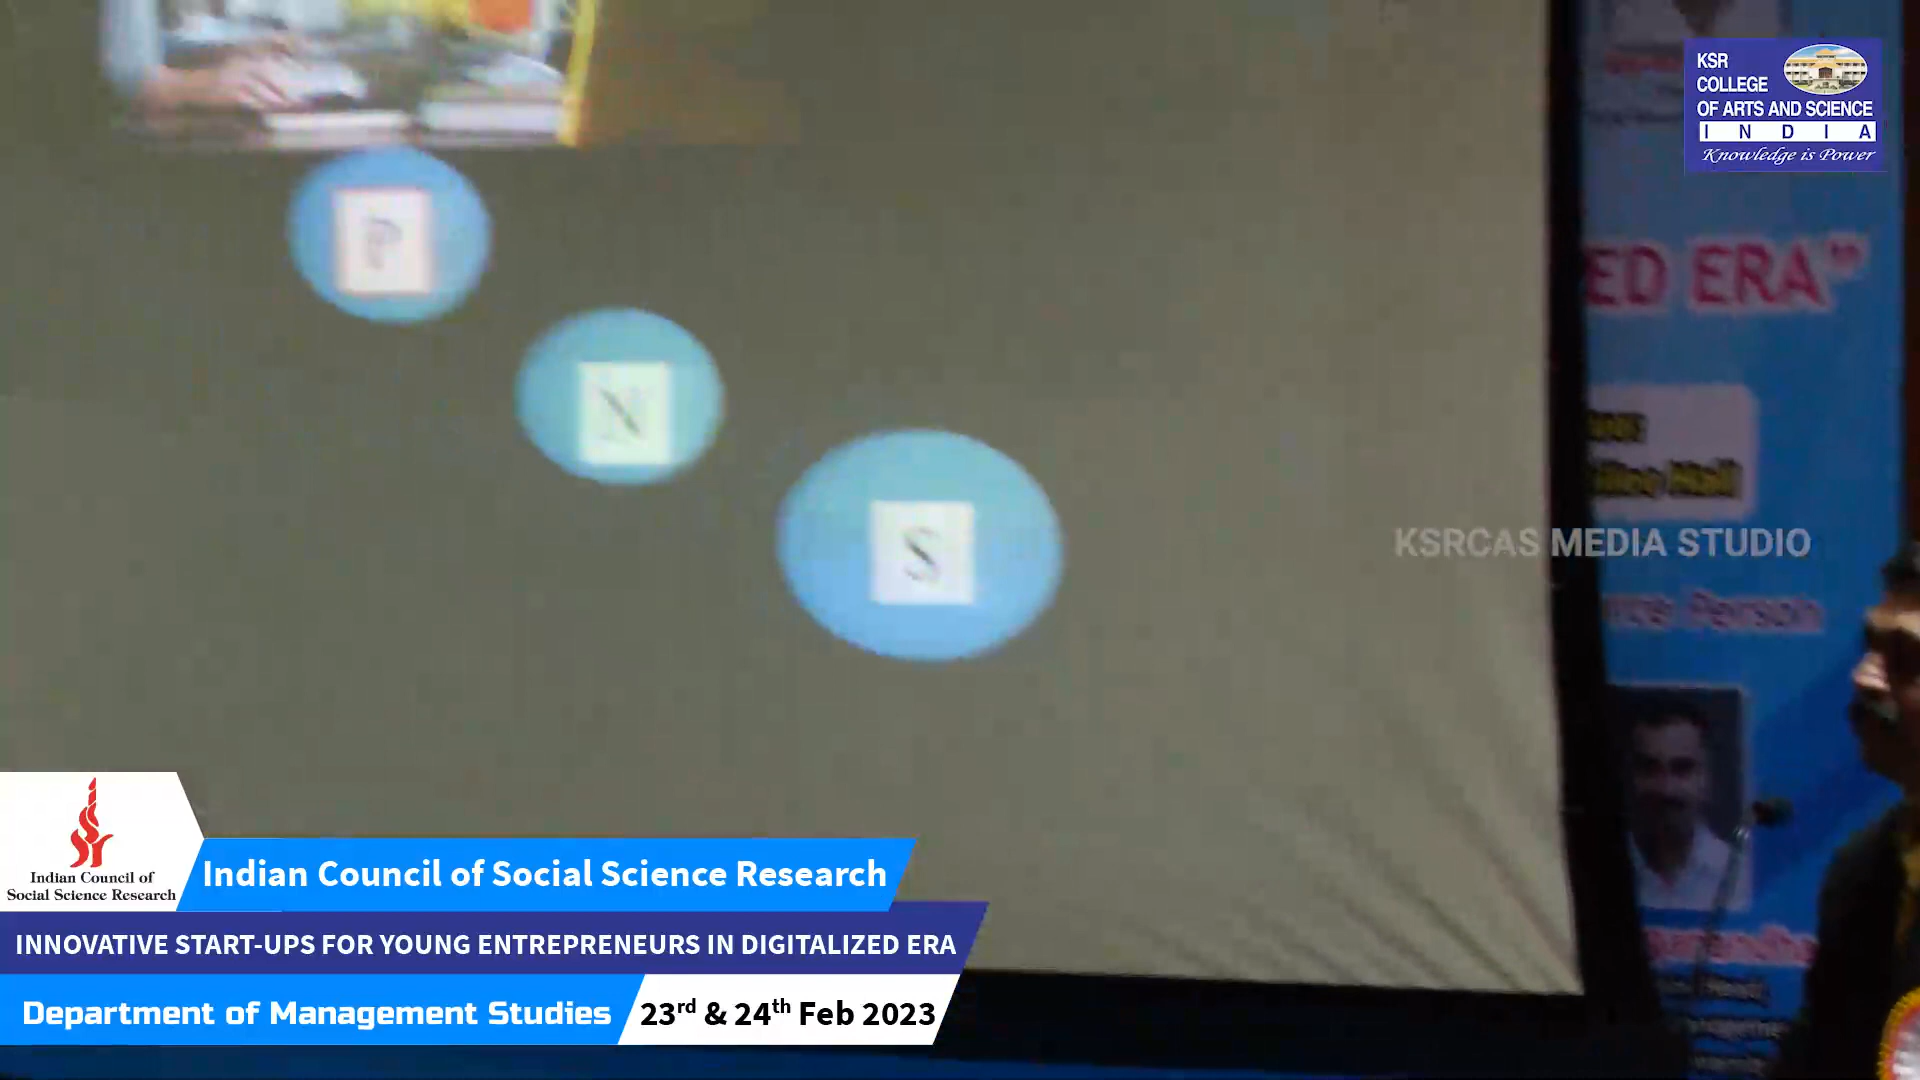 KSR
COLLEGE
OF ARTS AND SCIENCE
INDIA
Knowledge is Power
P
N
S
ED ERA”
KSRCAS MEDIA STUDIO
Person
Indian Council of
Social Science Research
Indian Council of Social Science Research
INNOVATIVE START-UPS FOR YOUNG ENTREPRENEURS IN DIGITALIZED ERA
Department of Management Studies
23rd & 24th Feb 2023